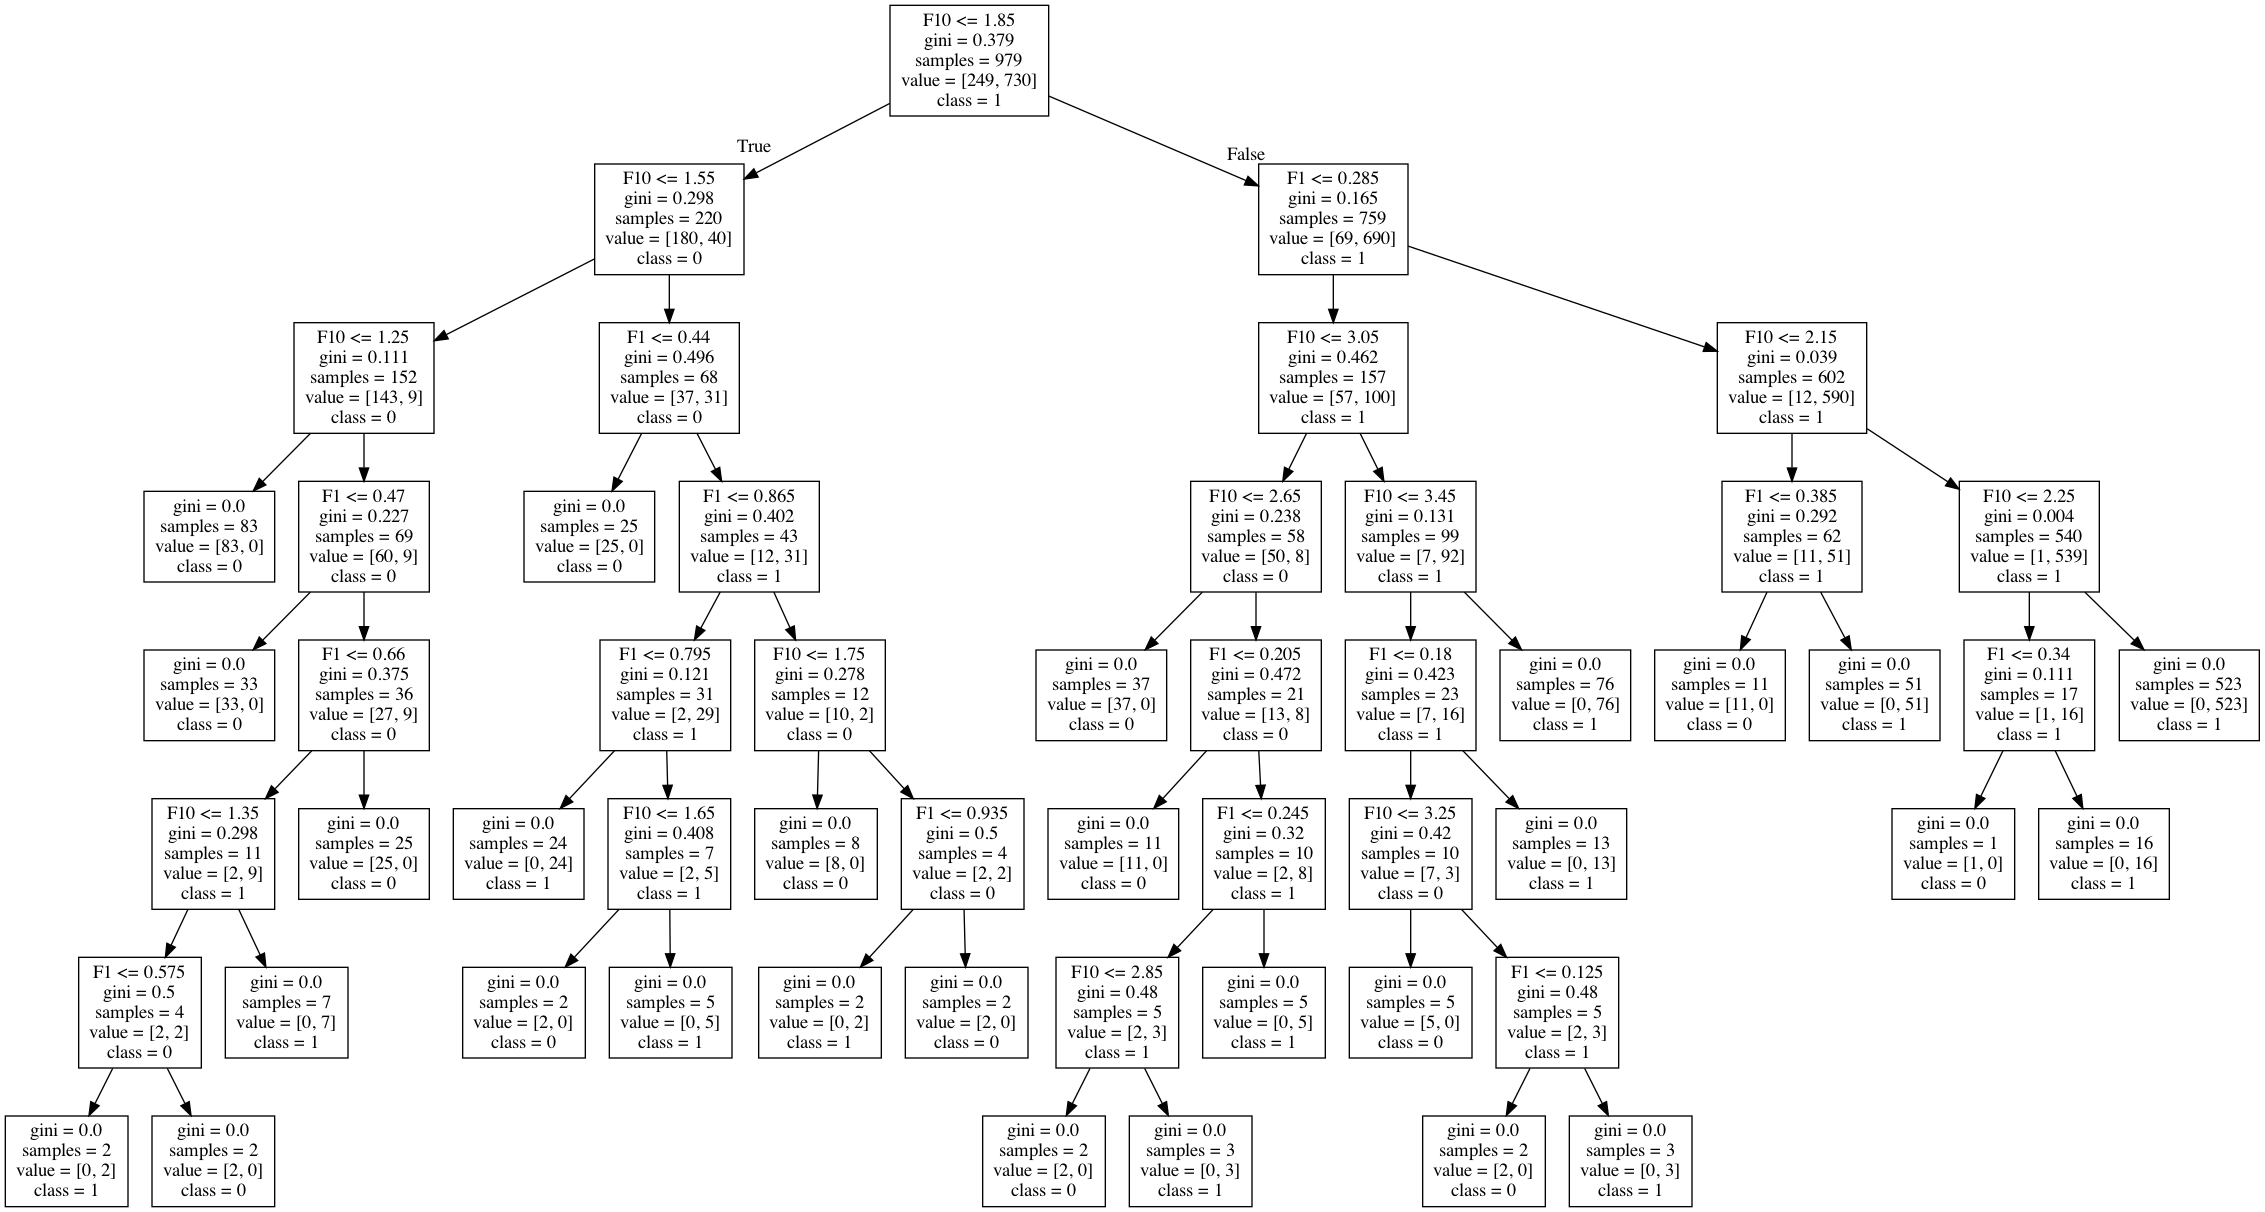 F10 <= 1.85
gini = 0.379
samples = 979
value = [249, 730]
class = 1
True
False
F10 <= 1.55
gini = 0.298
samples = 220
value = [180, 40]
class = 0
F1 <= 0.285
gini = 0.165
samples = 759
value = [69, 690]
class = 1
F10 <= 1.25
gini = 0.111
samples = 152
value = [143, 9]
class = 0
F1 <= 0.44
gini = 0.496
samples = 68
value = [37, 31]
class = 0
F10 <= 3.05
gini = 0.462
samples = 157
value = [57, 100]
class = 1
F10 <= 2.15
gini = 0.039
samples = 602
value = [12, 590]
class = 1
gini = 0.0
samples = 83
value = [83, 0]
class = 0
F1 <= 0.47
gini = 0.227
samples = 69
value = [60, 9]
class = 0
gini = 0.0
samples = 25
value = [25, 0]
class = 0
F1 <= 0.865
gini = 0.402
samples = 43
value = [12, 31]
class = 1
F10 <= 2.65
gini = 0.238
samples = 58
value = [50, 8]
class = 0
F10 <= 3.45
gini = 0.131
samples = 99
value = [7, 92]
class = 1
F1 <= 0.385
gini = 0.292
samples = 62
value = [11, 51]
class = 1
F10 <= 2.25
gini = 0.004
samples = 540
value = [1, 539]
class = 1
gini = 0.0
samples = 33
value = [33, 0]
class = 0
F1 <= 0.66
gini = 0.375
samples = 36
value = [27, 9]
class = 0
F1 <= 0.795
gini = 0.121
samples = 31
value = [2, 29]
class = 1
F10 <= 1.75
gini = 0.278
samples = 12
value = [10, 2]
class = 0
gini = 0.0
samples = 37
value = [37, 0]
class = 0
F1 <= 0.205
gini = 0.472
samples = 21
value = [13, 8]
class = 0
F1 <= 0.18
gini = 0.423
samples = 23
value = [7, 16]
class = 1
gini = 0.0
samples = 76
value = [0, 76]
class = 1
gini = 0.0
samples = 11
value = [11, 0]
class = 0
gini = 0.0
samples = 51
value = [0, 51]
class = 1
F1 <= 0.34
gini = 0.111
samples = 17
value = [1, 16]
class = 1
gini = 0.0
samples = 523
value = [0, 523]
class = 1
F10 <= 1.35
gini = 0.298
samples = 11
value = [2, 9]
class = 1
gini = 0.0
samples = 25
value = [25, 0]
class = 0
gini = 0.0
samples = 24
value = [0, 24]
class = 1
F10 <= 1.65
gini = 0.408
samples = 7
value = [2, 5]
class = 1
gini = 0.0
samples = 8
value = [8, 0]
class = 0
F1 <= 0.935
gini = 0.5
samples = 4
value = [2, 2]
class = 0
gini = 0.0
samples = 11
value = [11, 0]
class = 0
F1 <= 0.245
gini = 0.32
samples = 10
value = [2, 8]
class = 1
F10 <= 3.25
gini = 0.42
samples = 10
value = [7, 3]
class = 0
gini = 0.0
samples = 13
value = [0, 13]
class = 1
gini = 0.0
samples = 1
value = [1, 0]
class = 0
gini = 0.0
samples = 16
value = [0, 16]
class = 1
F1 <= 0.575
gini = 0.5
samples = 4
value = [2, 2]
class = 0
gini = 0.0
samples = 7
value = [0, 7]
class = 1
gini = 0.0
samples = 2
value = [2, 0]
class = 0
gini = 0.0
samples = 5
value = [0, 5]
class = 1
gini = 0.0
samples = 2
value = [0, 2]
class = 1
gini = 0.0
samples = 2
value = [2, 0]
class = 0
F10 <= 2.85
gini = 0.48
samples = 5
value = [2, 3]
class = 1
gini = 0.0
samples = 5
value = [0, 5]
class = 1
gini = 0.0
samples = 5
value = [5, 0]
class = 0
F1 <= 0.125
gini = 0.48
samples = 5
value = [2, 3]
class = 1
gini = 0.0
samples = 2
value = [0, 2]
class = 1
gini = 0.0
samples = 2
value = [2, 0]
class = 0
gini = 0.0
samples = 2
value = [2, 0]
class = 0
gini = 0.0
samples = 3
value = [0, 3]
class = 1
gini = 0.0
samples = 2
value = [2, 0]
class = 0
gini = 0.0
samples = 3
value = [0, 3]
class = 1